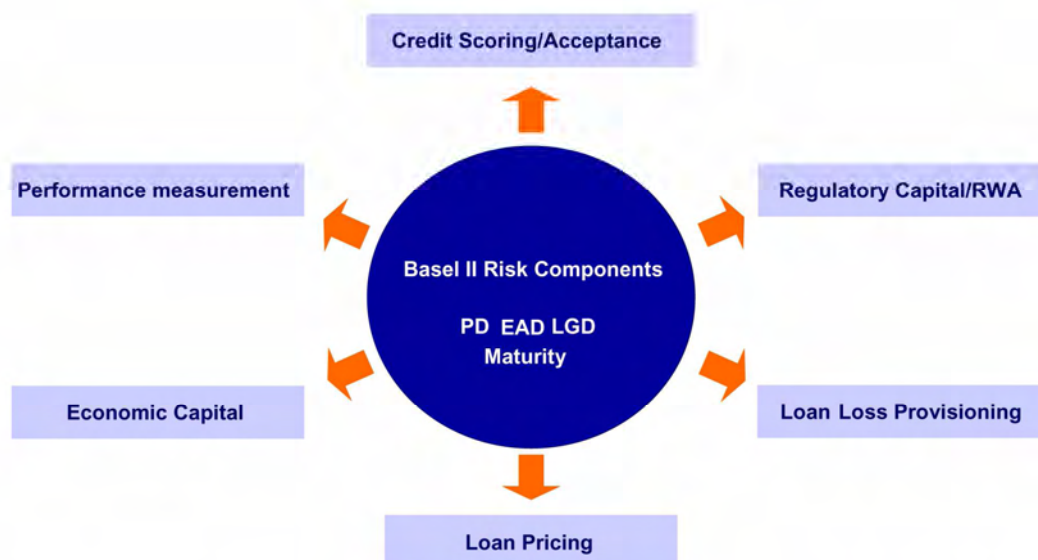 Credit Scoring/Acceptance
Performance measurement
Regulatory Capital/RWA
Basel II Risk Components
PD EAD LGD
Maturity
Economic Capital
Loan Loss Provisioning
Loan Pricing